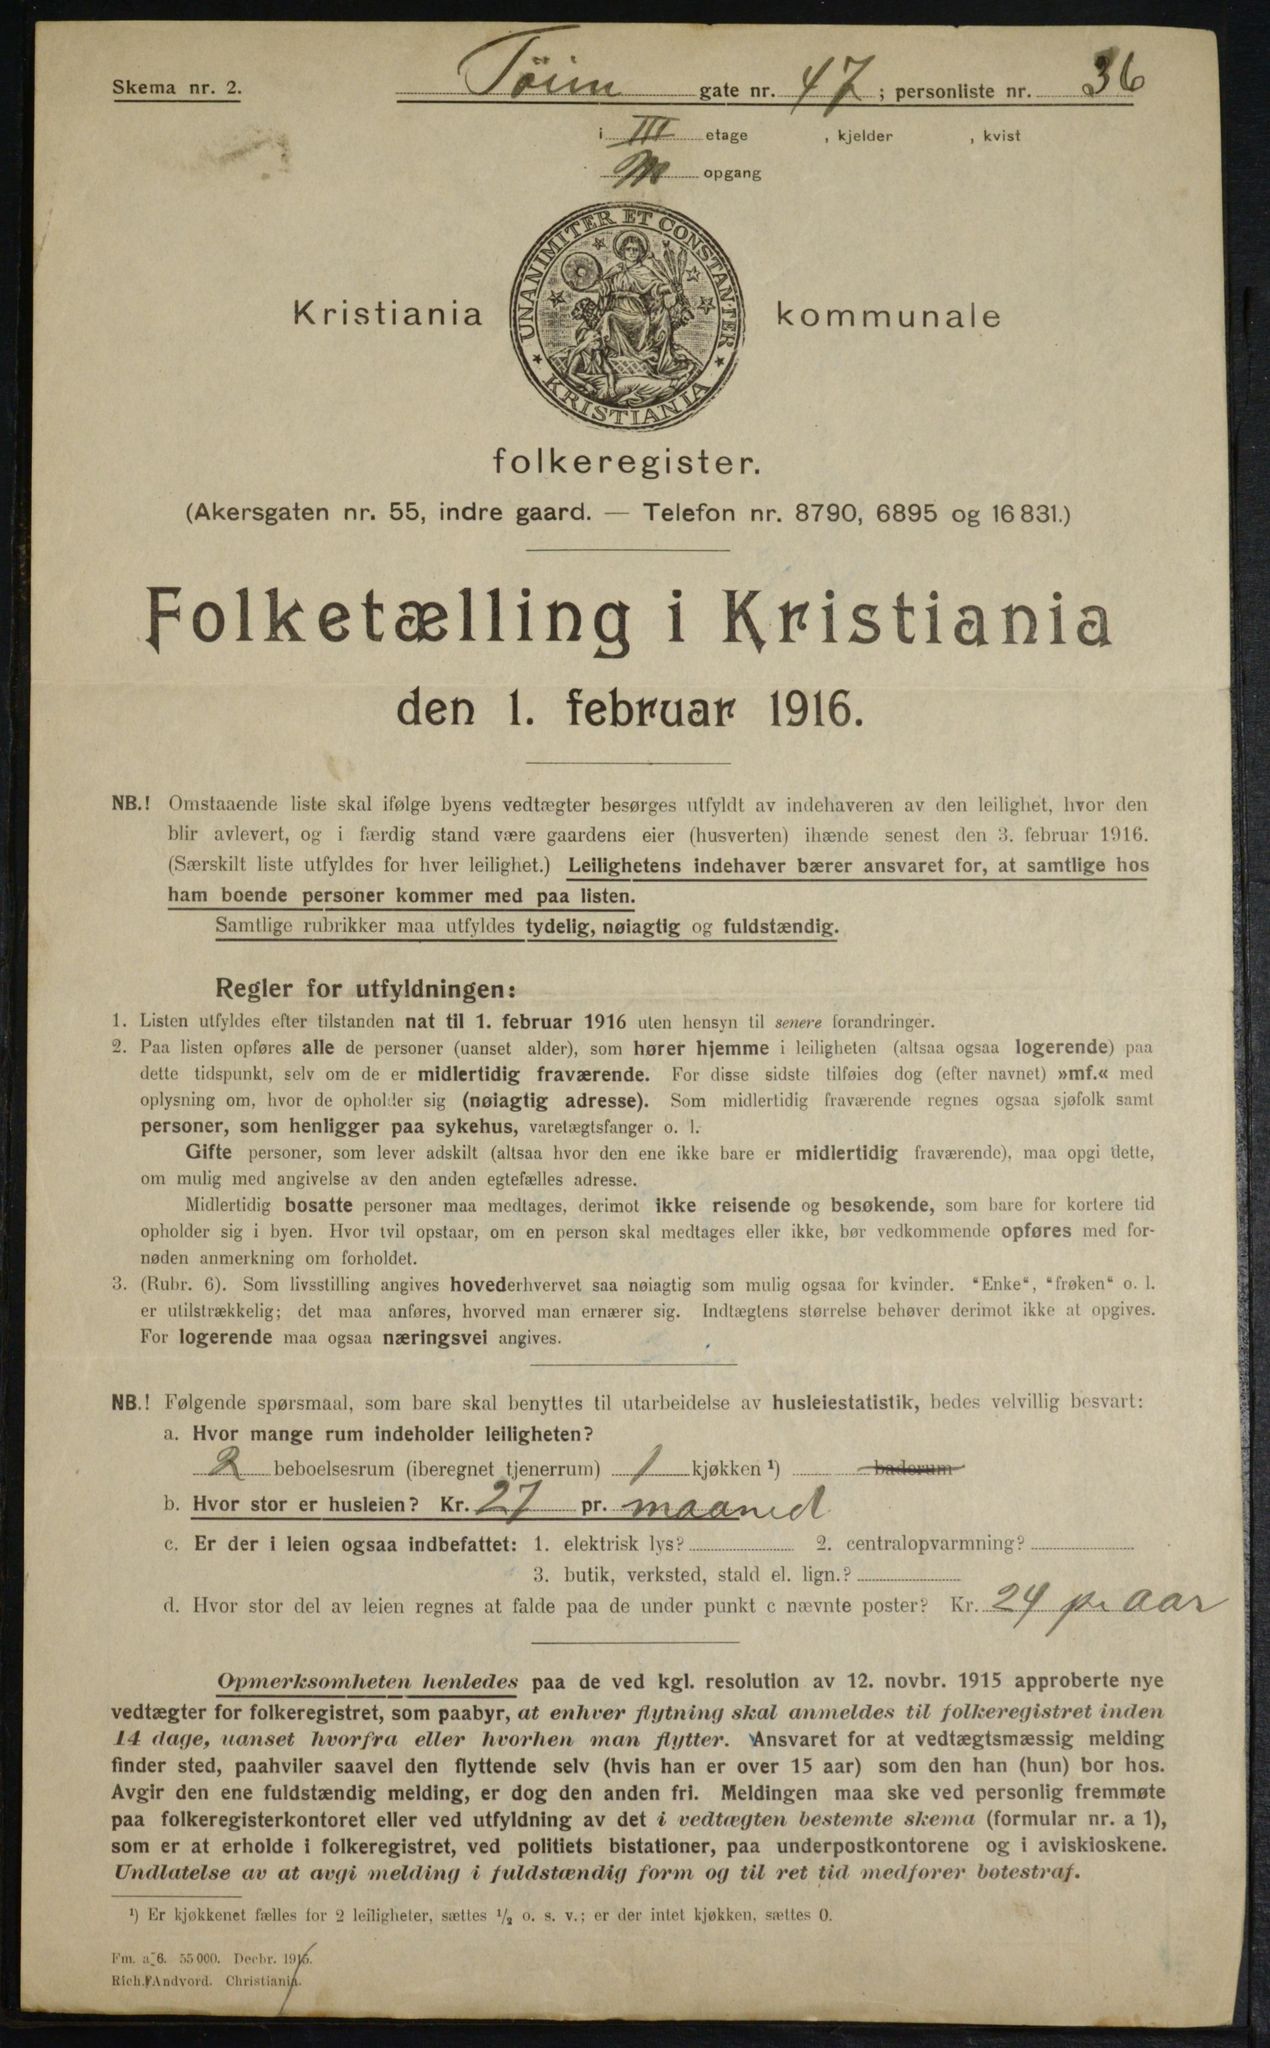 Skema nr. 2.
Töien gate nr. 47; personliste nr. 36
i III etage , kjelder , kvist
opgang
UNANIMITER ET CONSTANTER
KRISTIANIA
Kristiania kommunale
folkeregister.
(Akersgaten nr. 55, indre gaard. — Telefon nr. 8790, 6895 og 16831.)
Folketælling i Kristiania
den 1. februar 1916.
NB.! Omstaaende liste skal ifølge byens vedtægter besørges utfyldt av indehaveren av den leilighet, hvor den
blir avlevert, og i færdig stand være gaardens eier (husverten) ihænde senest den 3. februar 1916.
(Særskilt liste utfyldes for hver leilighet.) Leilighetens indehaver bærer ansvaret for, at samtlige hos
ham boende personer kommer med paa listen.
Samtlige rubrikker maa utfyldes tydelig, nøiagtig og fuldstændig.
Regler for utfyldningen:
1. Listen utfyldes efter tilstanden nat til 1. februar 1916 uten hensyn til senere forandringer.
2. Paa listen opføres alle de personer (uanset alder), som hører hjemme i leiligheten (altsaa ogsaa logerende) paa
dette tidspunkt, selv om de er midlertidig fraværende. For disse sidste tilføies dog (efter navnet) »mf.« med
oplysning om, hvor de opholder sig (nøiagtig adresse). Som midlertidig fraværende regnes ogsaa sjøfolk samt
personer, som henligger paa sykehus, varetægtsfanger o. l.
Gifte personer, som lever adskilt (altsaa hvor den ene ikke bare er midlertidig fraværende), maa opgi dette,
om mulig med angivelse av den anden egtefælles adresse.
Midlertidig bosatte personer maa medtages, derimot ikke reisende og besøkende, som bare for kortere tid
opholder sig i byen. Hvor tvil opstaar, om en person skal medtages eller ikke, bør vedkommende opføres med for-
nøden anmerkning om forholdet.
3. (Rubr. 6). Som livsstilling angives hovederhvervet saa nøiagtig som mulig ogsaa for kvinder. "Enke", "frøken" o. l.
er utilstrækkelig; det maa anføres, hvorved man ernærer sig. Indtægtens størrelse behøver derimot ikke at opgives.
For logerende maa ogsaa næringsvei angives.
NB.! Følgende spørsmaal, som bare skal benyttes til utarbeidelse av husleiestatistik, bedes velvillig besvart:
a. Hvor mange rum indeholder leiligheten?
2 beboelsesrum (iberegnet tjenerrum) 1 kjøkken ¹) baderum
b. Hvor stor er husleien? Kr. 27 pr. maaned
c. Er der i leien ogsaa indbefattet: 1. elektrisk lys? 2. centralopvarmning?
3. butik, verksted, stald el. lign.?
d. Hvor stor del av leien regnes at falde paa de under punkt c nævnte poster? Kr. 24 pr aar
Opmerksomheten henledes paa de ved kgl. resolution av 12. novbr. 1915 approberte nye
vedtægter for folkeregistret, som paabyr, at enhver flytning skal anmeldes til folkeregistret inden
14 dage, uanset hvorfra eller hvorhen man flytter. Ansvaret for at vedtægtsmæssig melding
finder sted, paahviler saavel den flyttende selv (hvis han er over 15 aar) som den han (hun) bor hos.
Avgir den ene fuldstændig melding, er dog den anden fri. Meldingen maa ske ved personlig fremmøte
paa folkeregisterkontoret eller ved utfyldning av det i vedtægten bestemte skema (formular nr. a 1),
som er at erholde i folkeregistret, ved politiets bistationer, paa underpostkontorene og i aviskioskene.
Undlatelse av at avgi melding i fuldstændig form og til ret tid medfører botestraf.
¹) Er kjøkkenet fælles for 2 leiligheter, sættes ½ o. s. v.; er der intet kjøkken, sættes 0.
Fm. a 6. 55000. Decbr. 1915.
Rich. Andvord. Christiania.